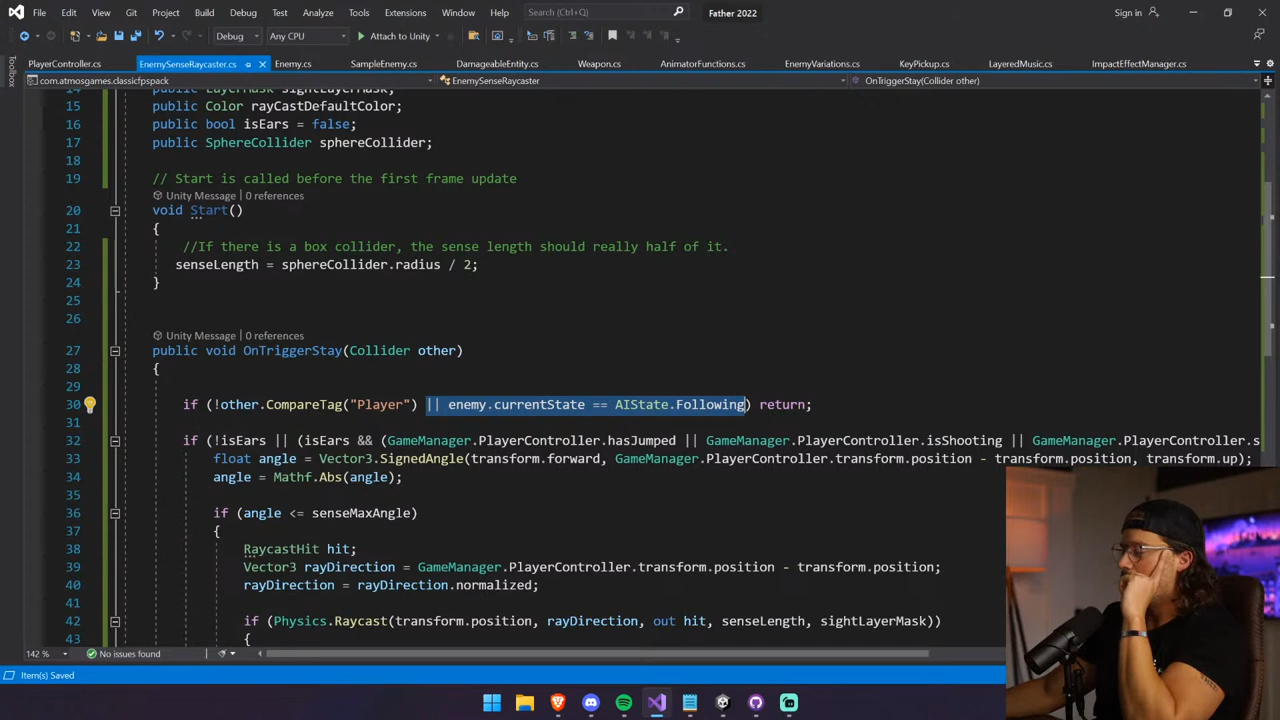 File Edit View Git Project Build Debug Test Analyze Tools Extensions Window Help Search (Ctrl+Q) Father 2022 Sign in
Debug Any CPU Attach to Unity
PlayerController.cs EnemySenseRaycaster.cs Enemy.cs SampleEnemy.cs DamageableEntity.cs Weapon.cs AnimatorFunctions.cs EnemyVariations.cs KeyPickup.cs LayeredMusic.cs ImpactEffectManager.cs
Toolbox
com.atmosgames.classicfpspack EnemySenseRaycaster OnTriggerStay(Collider other)
14 public LayerMask sightLayerMask;
15 public Color rayCastDefaultColor;
16 public bool isEars = false;
17 public SphereCollider sphereCollider;
18
19 // Start is called before the first frame update
Unity Message | 0 references
20 void Start()
21 {
22 //If there is a box collider, the sense length should really half of it.
23 senseLength = sphereCollider.radius / 2;
24 }
25
26
Unity Message | 0 references
27 public void OnTriggerStay(Collider other)
28 {
29
30 if (!other.CompareTag("Player") || enemy.currentState == AIState.Following) return;
31
32 if (!isEars || (isEars && (GameManager.PlayerController.hasJumped || GameManager.PlayerController.isShooting || GameManager.PlayerController.s
33 float angle = Vector3.SignedAngle(transform.forward, GameManager.PlayerController.transform.position - transform.position, transform.up);
34 angle = Mathf.Abs(angle);
35
36 if (angle <= senseMaxAngle)
37 {
38 RaycastHit hit;
39 Vector3 rayDirection = GameManager.PlayerController.transform.position - transform.position;
40 rayDirection = rayDirection.normalized;
41
42 if (Physics.Raycast(transform.position, rayDirection, out hit, senseLength, sightLayerMask))
43 {
142 % No issues found
Item(s) Saved